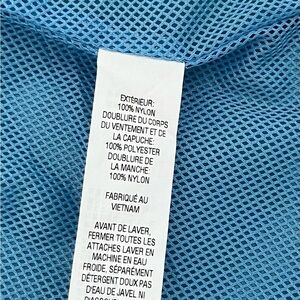 EXTÉRIEUR:
100% NYLON
DOUBLURE DU CORPS
DU VENTEMENT ET DE
LA CAPUCHE:
100% POLYESTER
DOUBLURE DE
LA MANCHE:
100% NYLON
FABRIQUÉ AU
VIETNAM
AVANT DE LAVER,
FERMER TOUTES LES
ATTACHES LAVER EN
MACHINE EN EAU
FROIDE, SÉPARÉMENT
DÉTERGENT DOUX PAS
D'EAU DE JAVEL NI